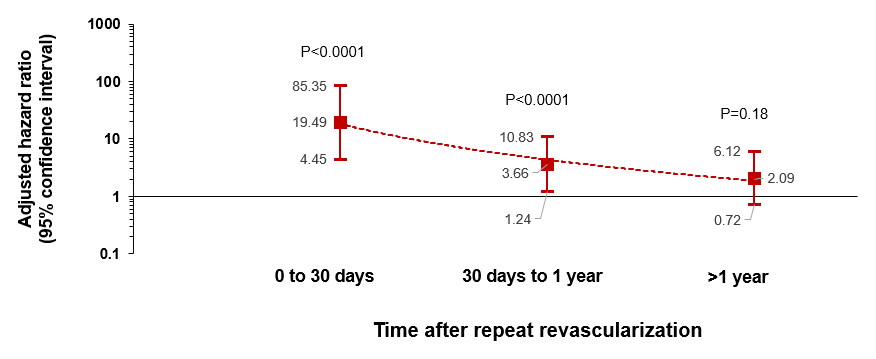 1000
100
10
1
0.1
Adjusted hazard ratio
(95% confidence interval)
P<0.0001
85.35
19.49
4.45
P<0.0001
10.83
3.66
1.24
P=0.18
6.12
2.09
0.72
0 to 30 days
30 days to 1 year
>1 year
Time after repeat revascularization